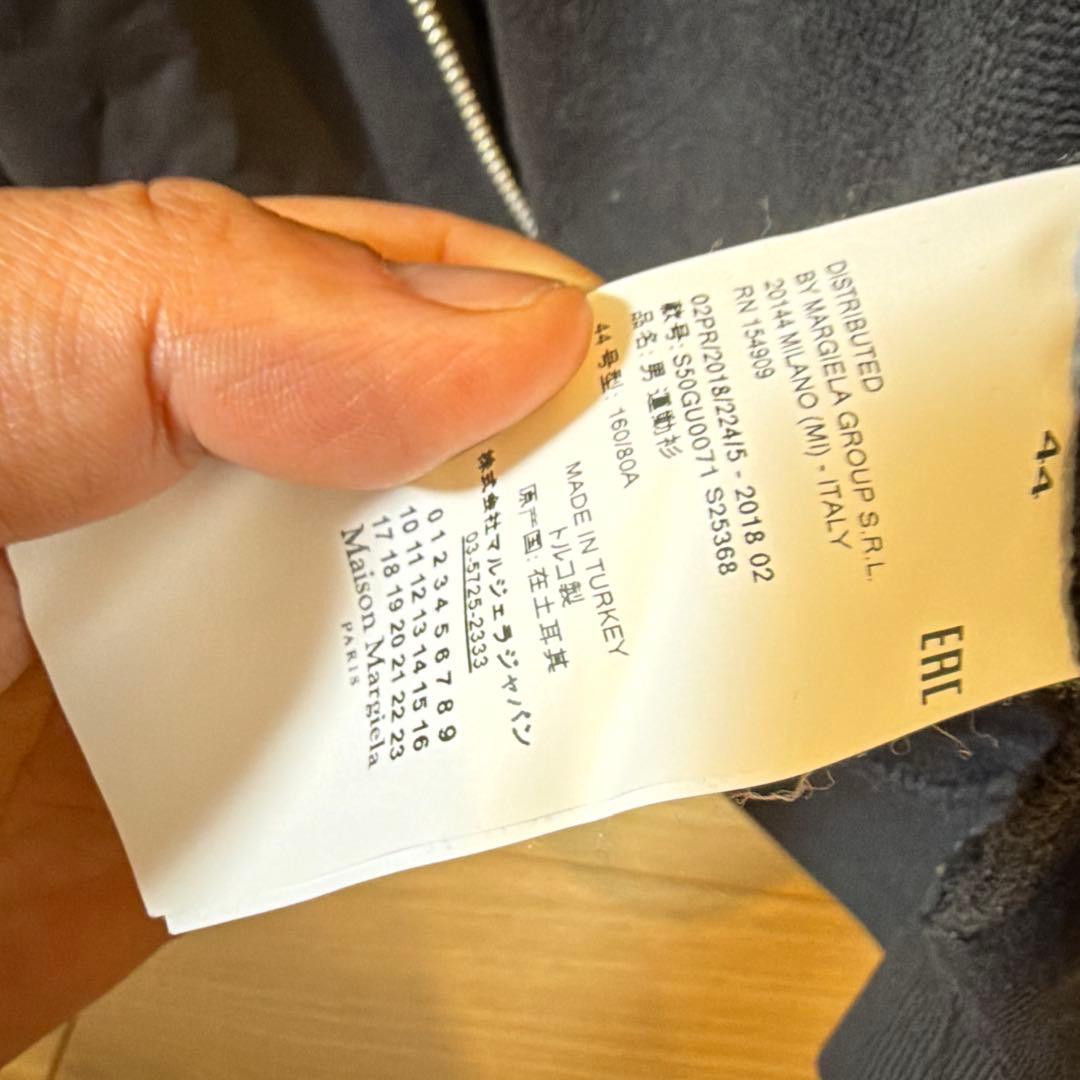 44
EAC
DISTRIBUTED
BY MARGIELA GROUP S.R.L.
20144 MILANO (MI) - ITALY
RN 154909
02PR/2018/224/5 - 2018 02
款号: S50GU0071 S25368
品名: 男 運動衫
44 号型: 160/80A
MADE IN TURKEY
トルコ製
原产国: 在土耳其
株式会社マルジェラジャパン
03-5725-2333
0 1 2 3 4 5 6 7 8 9
10 11 12 13 14 15 16
17 18 19 20 21 22 23
Maison Margiela
PARIS